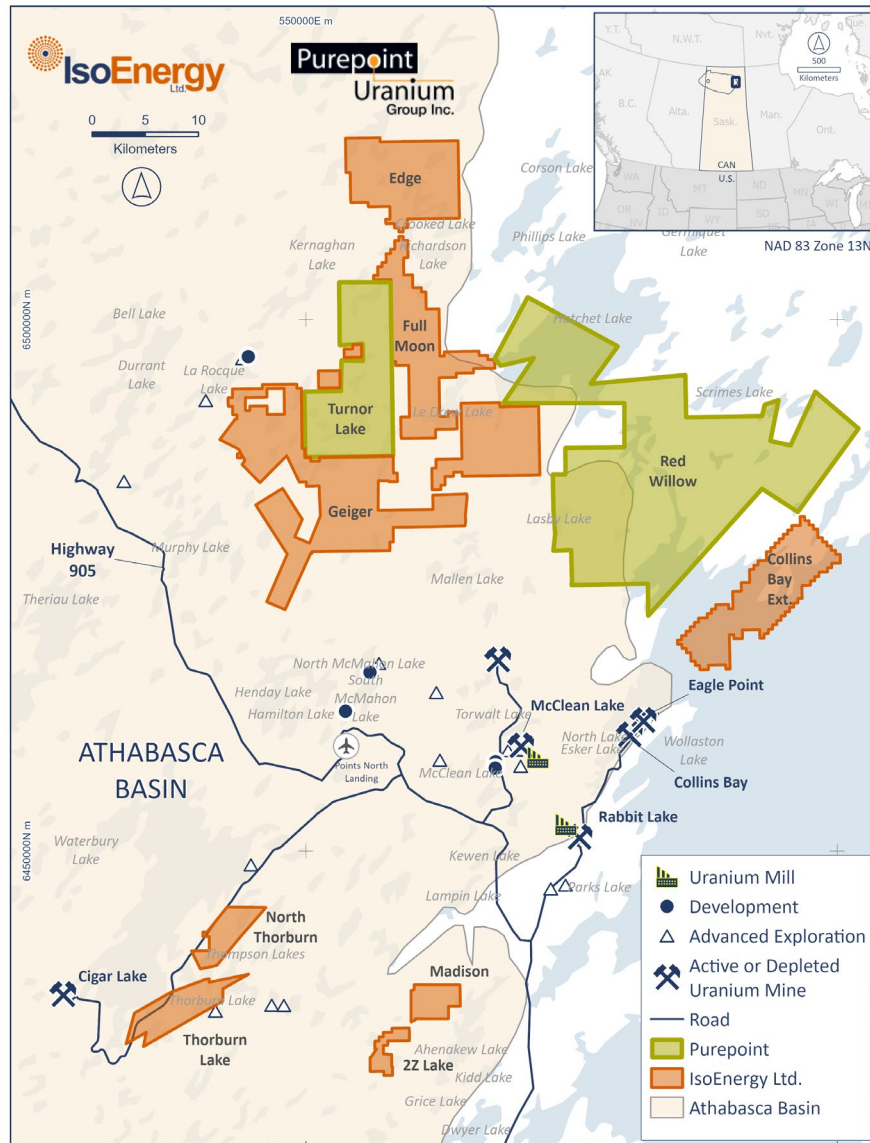 550000E m
IsoEnergy
Ltd.
Purepoint
Uranium
Group Inc.
0 5 10
Kilometers
500
Kilometers
Y.T.
N.W.T.
Nvt.
Que.
AK
B.C.
Alta.
Sask.
Man.
Ont.
CAN
U.S.
WA
MT
ND
MN
OR
ID
WY
SD
WI
MI
NV
UT
NE
IA
NAD 83 Zone 13N
Edge
Corson Lake
Crooked Lake
Kernaghan
Lake
Richardson
Lake
Phillips Lake
Germiquet
Lake
6500000N m
Bell Lake
Durrant
Lake
La Rocque
Lake
Full
Moon
Hatchet Lake
Turnor
Lake
Le Drew Lake
Scrimes Lake
Red
Willow
Geiger
Lasby Lake
Highway
905
Murphy Lake
Theriau Lake
Mallen Lake
Collins
Bay
Ext.
North McMahon Lake
South
McMahon
Lake
Henday Lake
Hamilton Lake
Torwalt Lake
McClean Lake
Eagle Point
North Lake
Esker Lake
Wollaston
Lake
ATHABASCA
BASIN
Points North
Landing
McClean Lake
Collins Bay
Rabbit Lake
6450000N m
Waterbury
Lake
Kewen Lake
Lampin Lake
Parks Lake
North
Thorburn
Thompson Lakes
Cigar Lake
Thorburn Lake
Thorburn
Lake
Madison
Ahenakew Lake
2Z Lake
Kidd Lake
Grice Lake
Dwyer Lake
Uranium Mill
Development
Advanced Exploration
Active or Depleted
Uranium Mine
Road
Purepoint
IsoEnergy Ltd.
Athabasca Basin